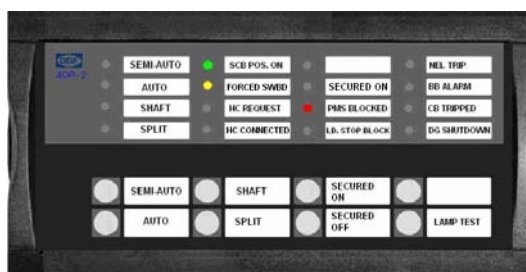 DEIF
AOP-2
SEMI-AUTO SCB POS. ON NEL TRIP
AUTO FORCED SWBD SECURED ON BB ALARM
SHAFT HC REQUEST PMS BLOCKED CB TRIPPED
SPLIT HC CONNECTED LD. STOP BLOCK DG SHUTDOWN
SEMI-AUTO SHAFT SECURED
ON
AUTO SPLIT SECURED
OFF LAMP TEST